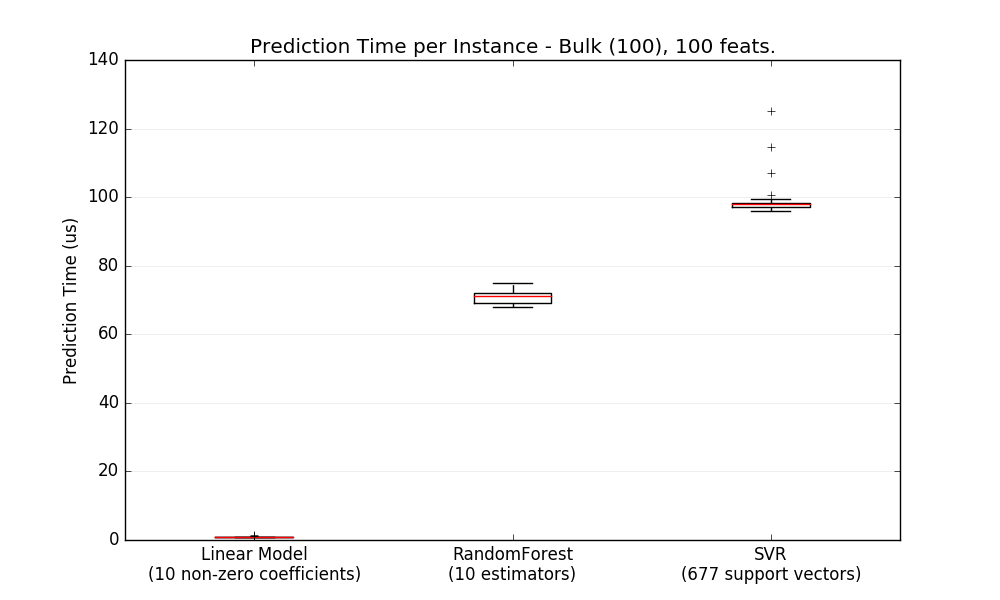 Prediction Time per Instance - Bulk (100), 100 feats.
140
120
100
80
60
40
20
0
Prediction Time (us)
Linear Model
(10 non-zero coefficients)
RandomForest
(10 estimators)
SVR
(677 support vectors)